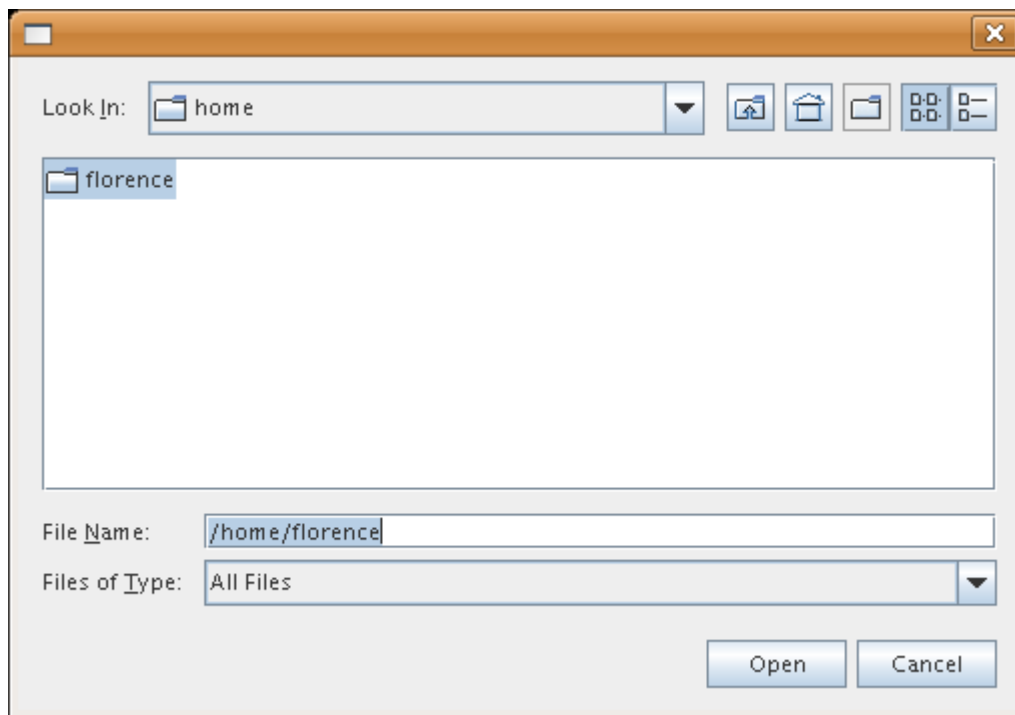 Look In: home
florence
File Name: /home/florence
Files of Type: All Files
Open Cancel